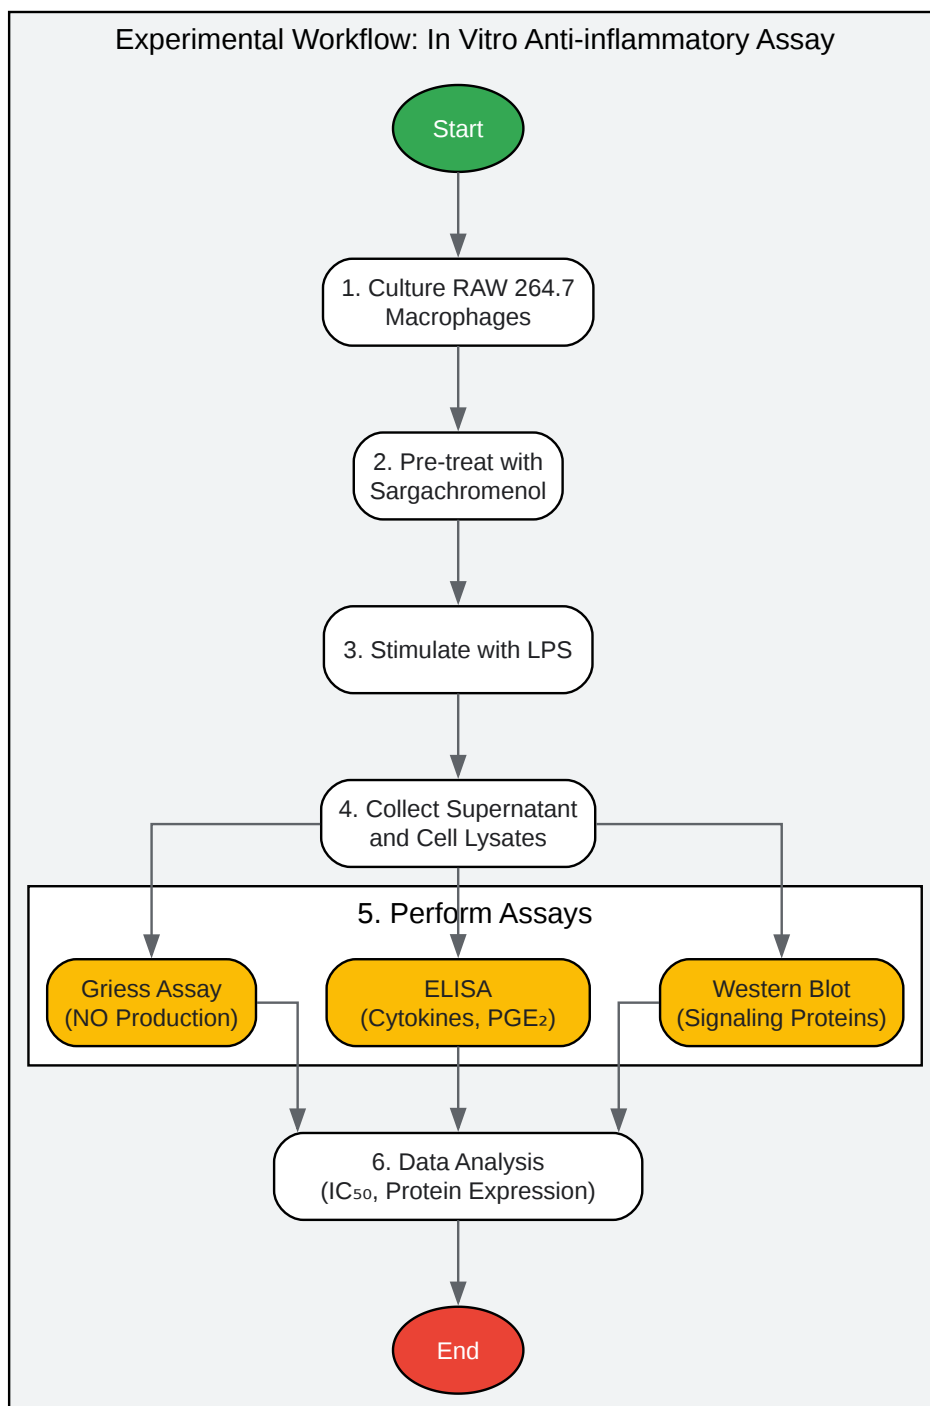 Experimental Workflow: In Vitro Anti-inflammatory Assay
Start
1. Culture RAW 264.7
Macrophages
2. Pre-treat with
Sargachromenol
3. Stimulate with LPS
4. Collect Supernatant
and Cell Lysates
5. Perform Assays
Griess Assay
(NO Production)
ELISA
(Cytokines, PGE₂)
Western Blot
(Signaling Proteins)
6. Data Analysis
(IC₅₀, Protein Expression)
End